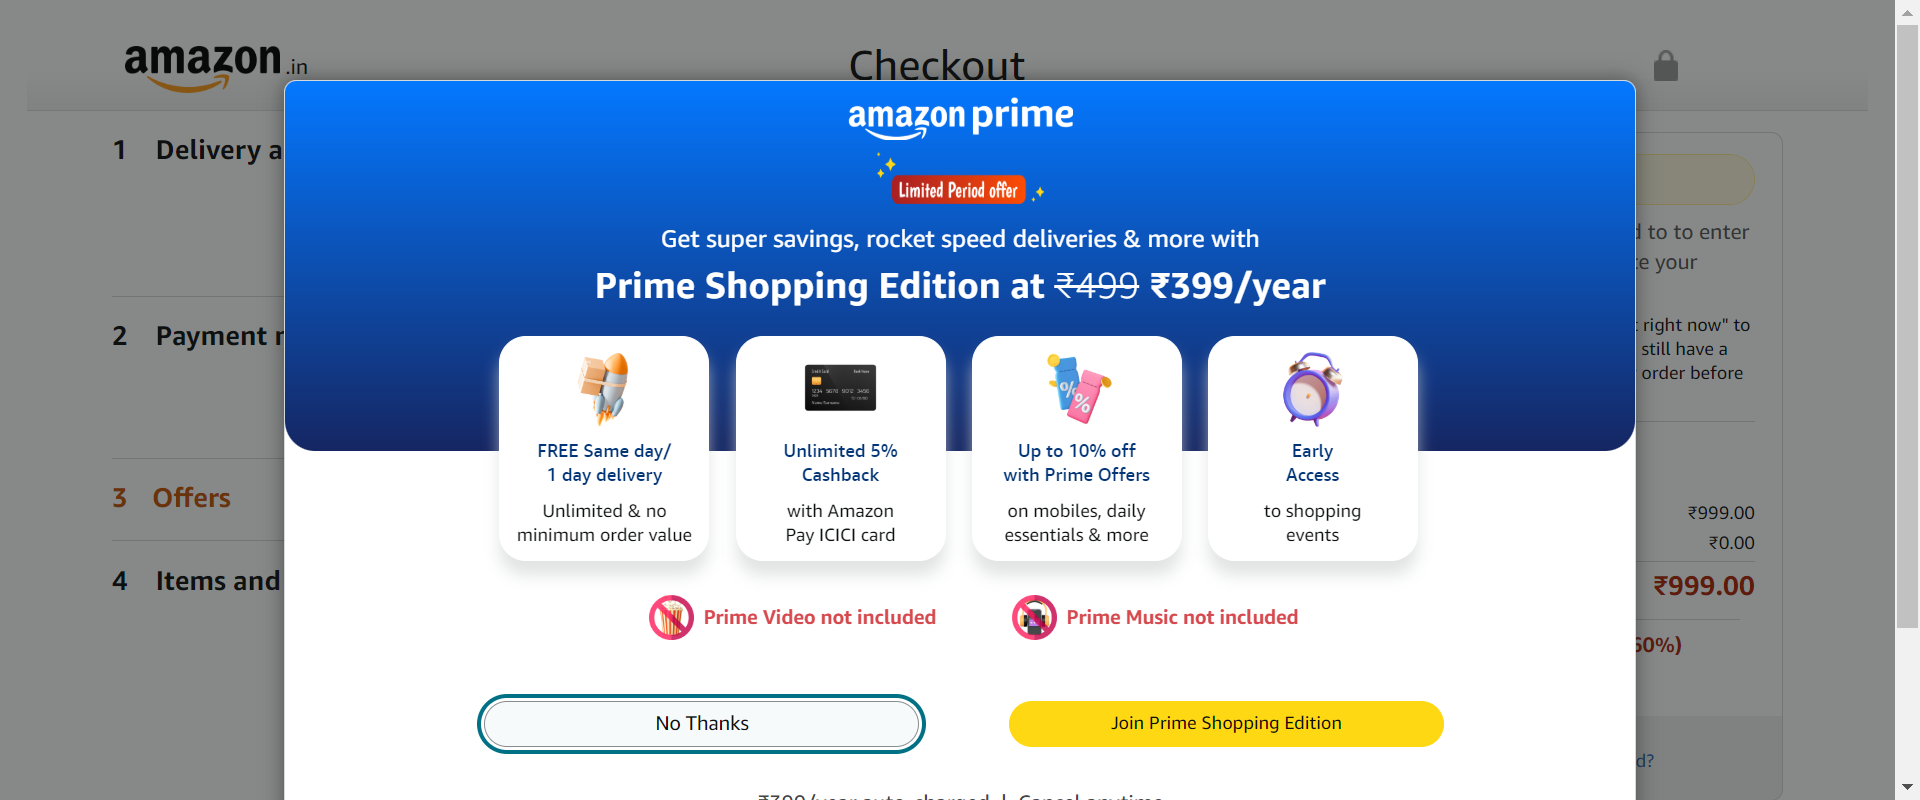 amazon.in
Checkout
1 Delivery a
2 Payment
3 Offers
4 Items and
amazon prime
Limited Period offer
Get super savings, rocket speed deliveries & more with
Prime Shopping Edition at ₹499 ₹399/year
FREE Same day/
1 day delivery
Unlimited & no
minimum order value
Unlimited 5%
Cashback
with Amazon
Pay ICICI card
Up to 10% off
with Prime Offers
on mobiles, daily
essentials & more
Early
Access
to shopping
events
Prime Video not included
Prime Music not included
No Thanks
Join Prime Shopping Edition
to to enter
your
right now" to
still have a
order before
₹999.00
₹0.00
₹999.00
60%)
d?